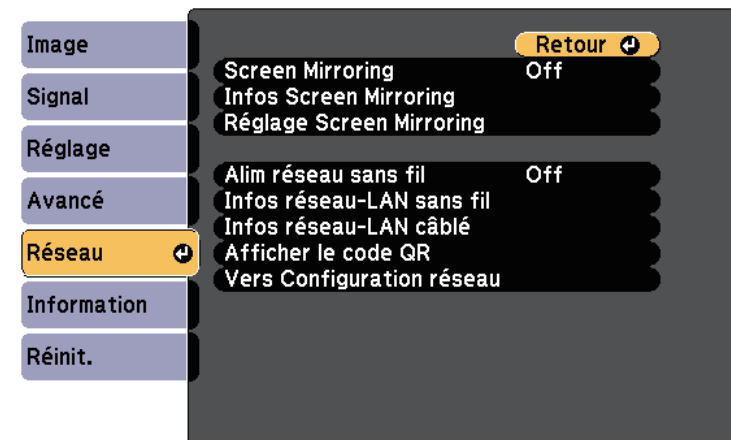 Image
Signal
Réglage
Avancé
Réseau
Information
Réinit.
Retour
Screen Mirroring Off
Infos Screen Mirroring
Réglage Screen Mirroring
Alim réseau sans fil Off
Infos réseau-LAN sans fil
Infos réseau-LAN câblé
Afficher le code QR
Vers Configuration réseau